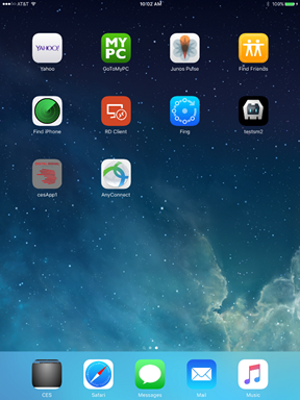 AT&T
10:02 AM
100%
YAHOO!
MY
PC
Yahoo
GoToMyPC
Junos Pulse
Find Friends
Find iPhone
RD Client
Fing
testsm2
cesApp1
AnyConnect
CES
Safari
Messages
Mail
Music